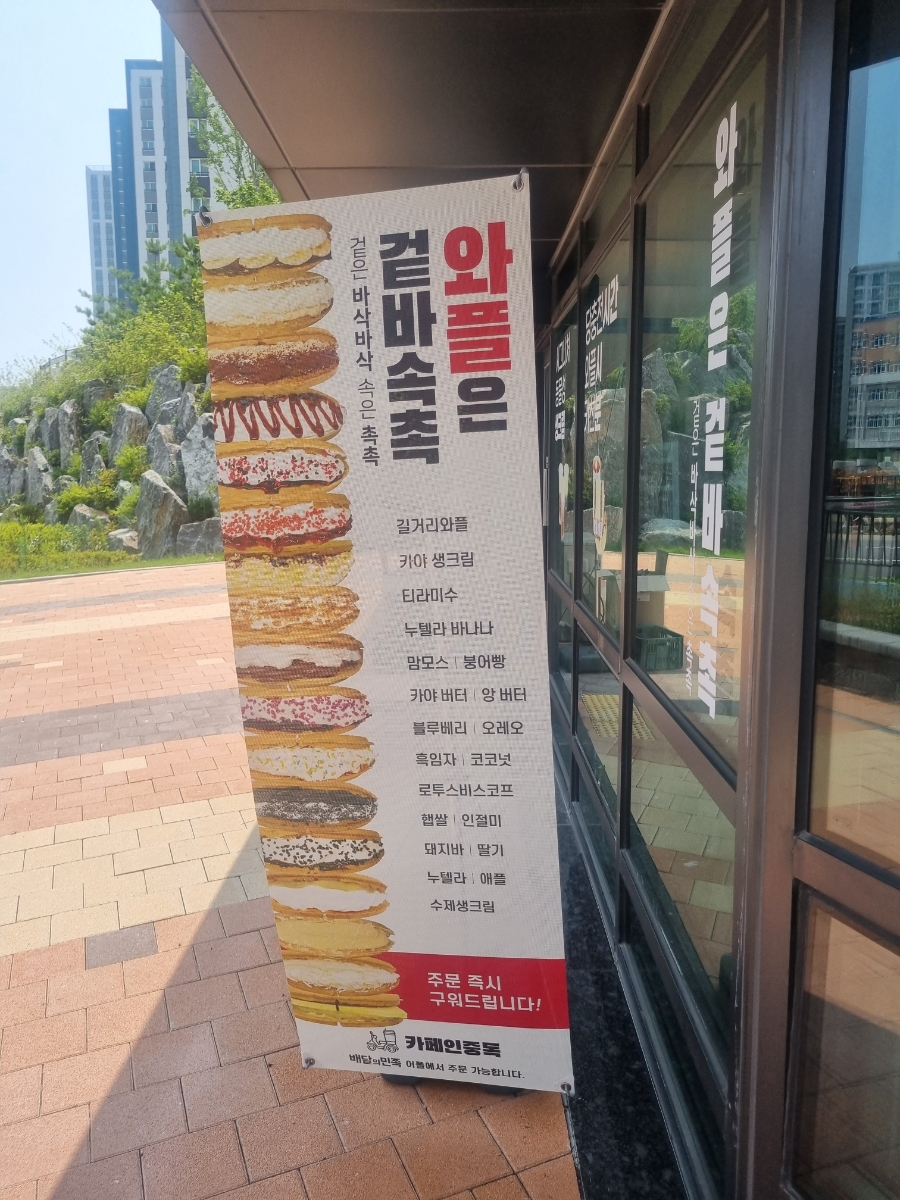 와플은
겉바속촉
겉은 바삭바삭 속은 촉촉
길거리와플
카야 생크림
티라미수
누텔라 바나나
맘모스 | 붕어빵
카야 버터 | 앙 버터
블루베리 | 오레오
흑임자 | 코코넛
로투스비스코프
햅쌀 | 인절미
돼지바 | 딸기
누텔라 | 애플
수제생크림
주문 즉시
구워드립니다!
카페인중독
배달의민족 어플에서 주문 가능합니다.
당충전시간
와플은 겉바속촉